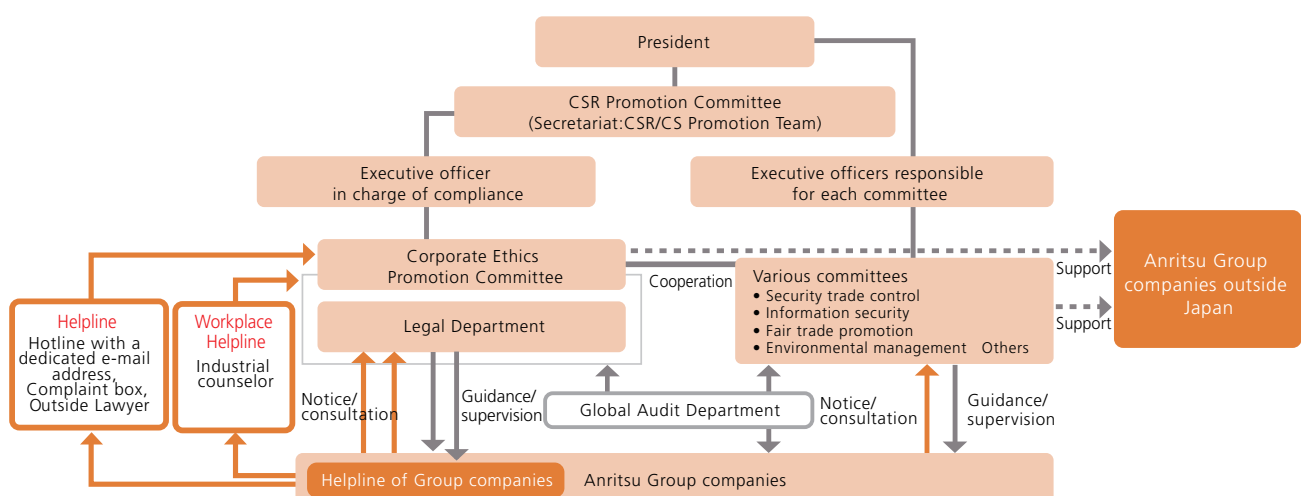 President
CSR Promotion Committee
(Secretariat:CSR/CS Promotion Team)
Executive officer
in charge of compliance
Executive officers responsible
for each committee
Corporate Ethics
Promotion Committee
Cooperation
Various committees
• Security trade control
• Information security
• Fair trade promotion
• Environmental management Others
Support
Support
Anritsu Group
companies outside
Japan
Helpline
Hotline with a
dedicated e-mail
address,
Complaint box,
Outside Lawyer
Workplace
Helpline
Industrial
counselor
Legal Department
Notice/
consultation
Guidance/
supervision
Global Audit Department
Notice/
consultation
Guidance/
supervision
Helpline of Group companies
Anritsu Group companies